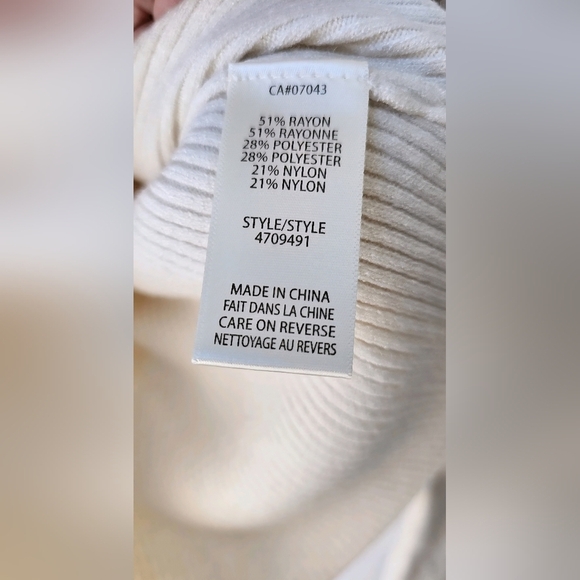 CA#07043
51% RAYON
51% RAYONNE
28% POLYESTER
28% POLYESTER
21% NYLON
21% NYLON
STYLE/STYLE
4709491
MADE IN CHINA
FAIT DANS LA CHINE
CARE ON REVERSE
NETTOYAGE AU REVERS